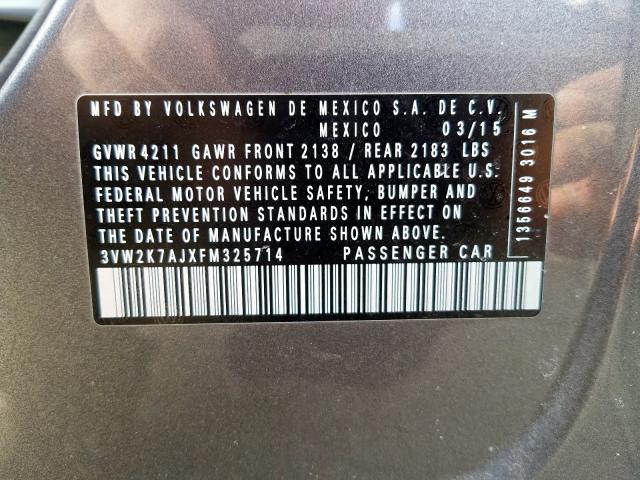 MFD BY VOLKSWAGEN DE MEXICO S.A. DE C.V.
MEXICO 03/15
GVWR 4211 GAWR FRONT 2138 / REAR 2183 LBS
THIS VEHICLE CONFORMS TO ALL APPLICABLE U.S.
FEDERAL MOTOR VEHICLE SAFETY, BUMPER AND
THEFT PREVENTION STANDARDS IN EFFECT ON
THE DATE OF MANUFACTURE SHOWN ABOVE.
3VW2K7AJXFM325714 PASSENGER CAR
1356649 3016 M